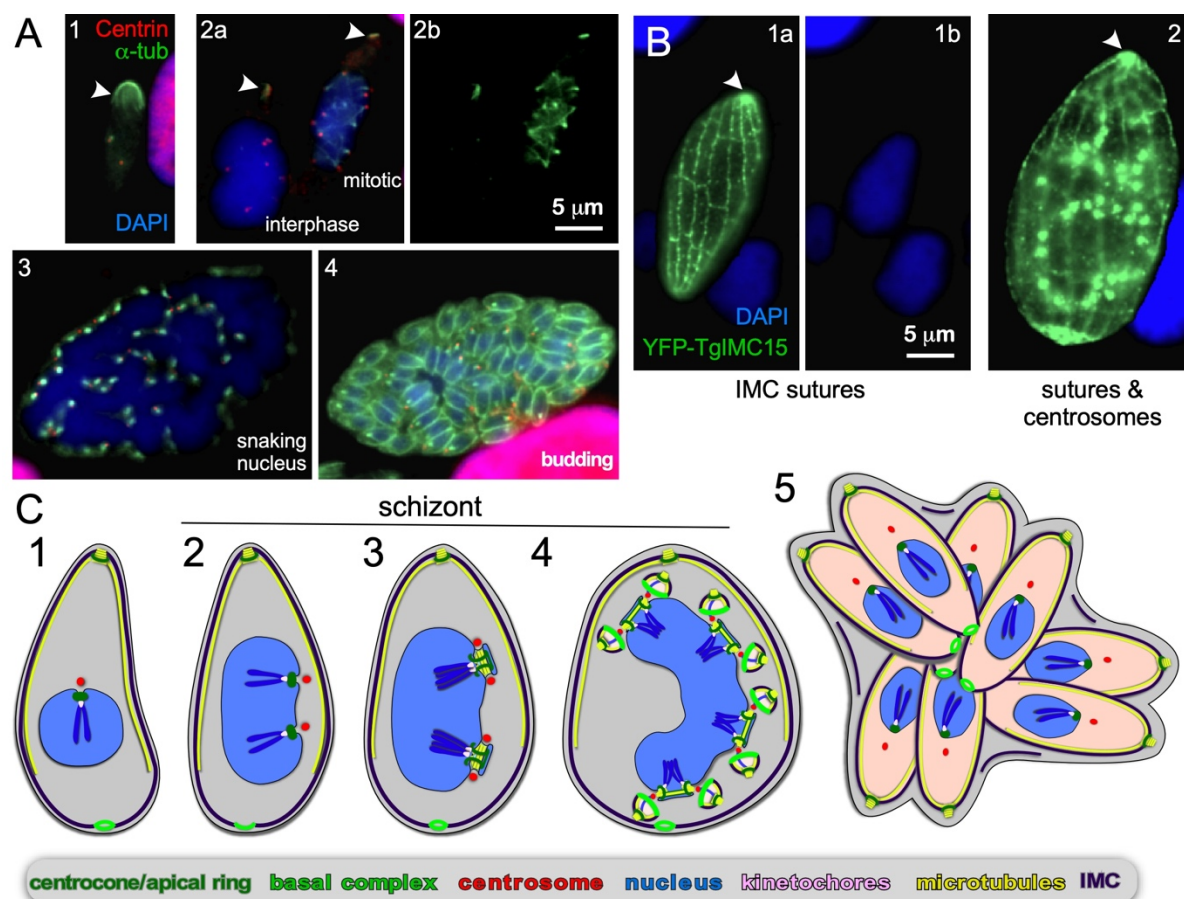 A
1
Centrin
α-tub
DAPI
2a
interphase
mitotic
2b
5 μm
3
snaking
nucleus
4
budding
B
1a
DAPI
YFP-TgIMC15
1b
5 μm
IMC sutures
2
sutures &
centrosomes
C
schizont
1
2
3
4
5
centrocone/apical ring basal complex centrosome nucleus kinetochores microtubules IMC